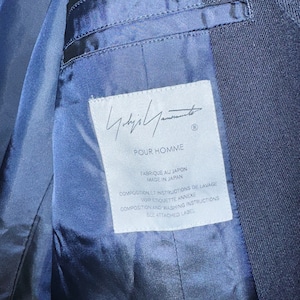 Yohji Yamamoto
®
POUR HOMME
FABRIQUE AU JAPON
MADE IN JAPAN
COMPOSITION ET INSTRUCTIONS DE LAVAGE
VOIR ETIQUETTE ANNEXE
COMPOSITION AND WASHING INSTRUCTIONS
SEE ATTACHED LABEL